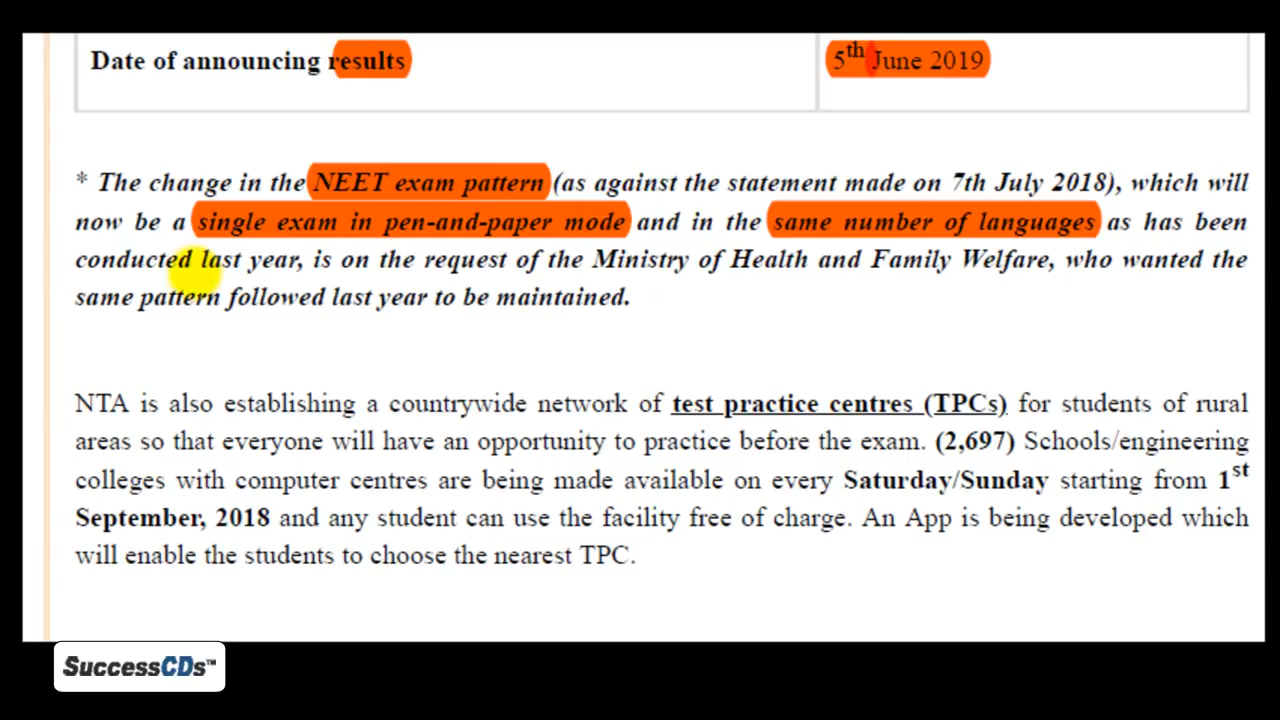 Date of announcing results 5th June 2019
* The change in the NEET exam pattern (as against the statement made on 7th July 2018), which will
now be a single exam in pen-and-paper mode and in the same number of languages as has been
conducted last year, is on the request of the Ministry of Health and Family Welfare, who wanted the
same pattern followed last year to be maintained.
NTA is also establishing a countrywide network of test practice centres (TPCs) for students of rural
areas so that everyone will have an opportunity to practice before the exam. (2,697) Schools/engineering
colleges with computer centres are being made available on every Saturday/Sunday starting from 1st
September, 2018 and any student can use the facility free of charge. An App is being developed which
will enable the students to choose the nearest TPC.
SuccessCDs™